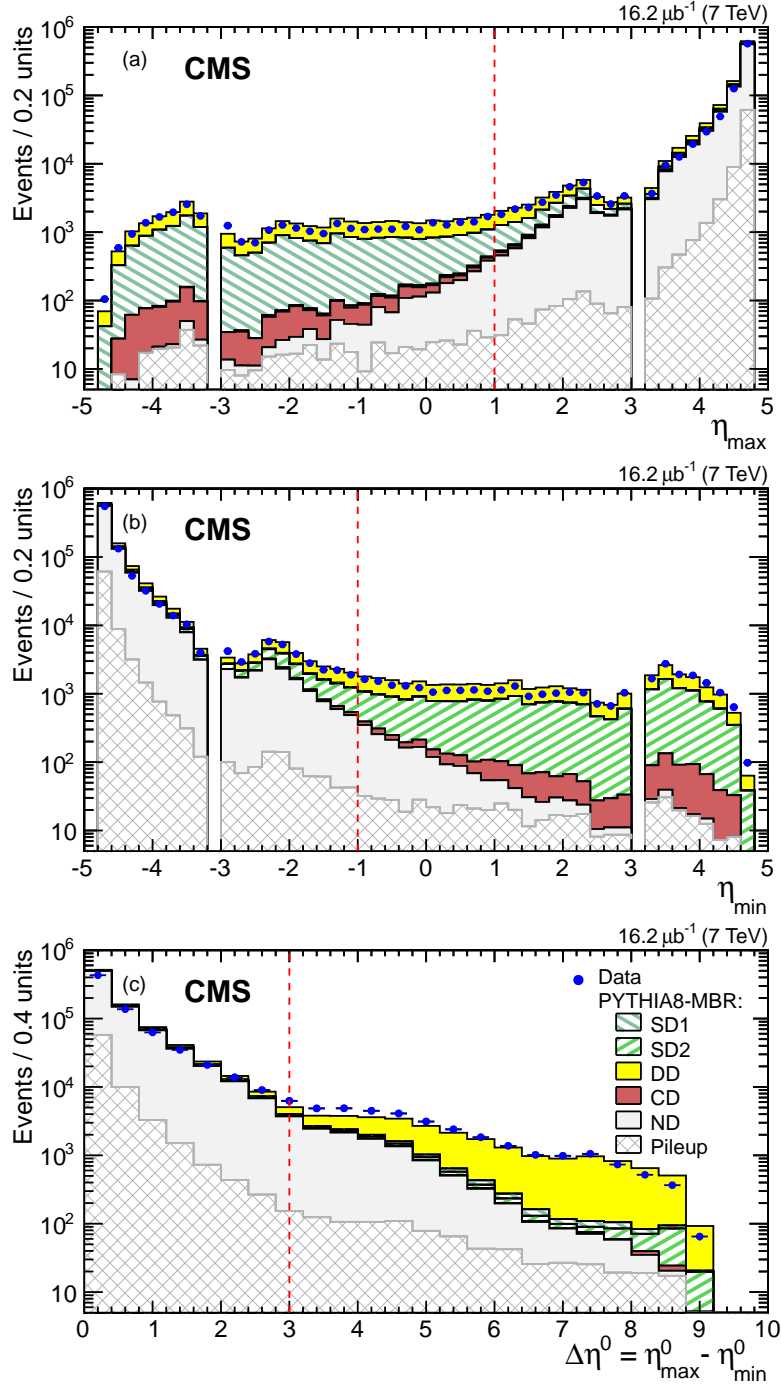 16.2 μb⁻¹ (7 TeV)
(a) CMS
Events / 0.2 units
10⁶
10⁵
10⁴
10³
10²
10
-5 -4 -3 -2 -1 0 1 2 3 4 5
η_max
16.2 μb⁻¹ (7 TeV)
(b) CMS
Events / 0.2 units
10⁶
10⁵
10⁴
10³
10²
10
-5 -4 -3 -2 -1 0 1 2 3 4 5
η_min
16.2 μb⁻¹ (7 TeV)
(c) CMS
Events / 0.4 units
10⁶
10⁵
10⁴
10³
10²
10
Data
PYTHIA8-MBR:
SD1
SD2
DD
CD
ND
Pileup
0 1 2 3 4 5 6 7 8 9 10
Δη⁰ = η⁰_max - η⁰_min